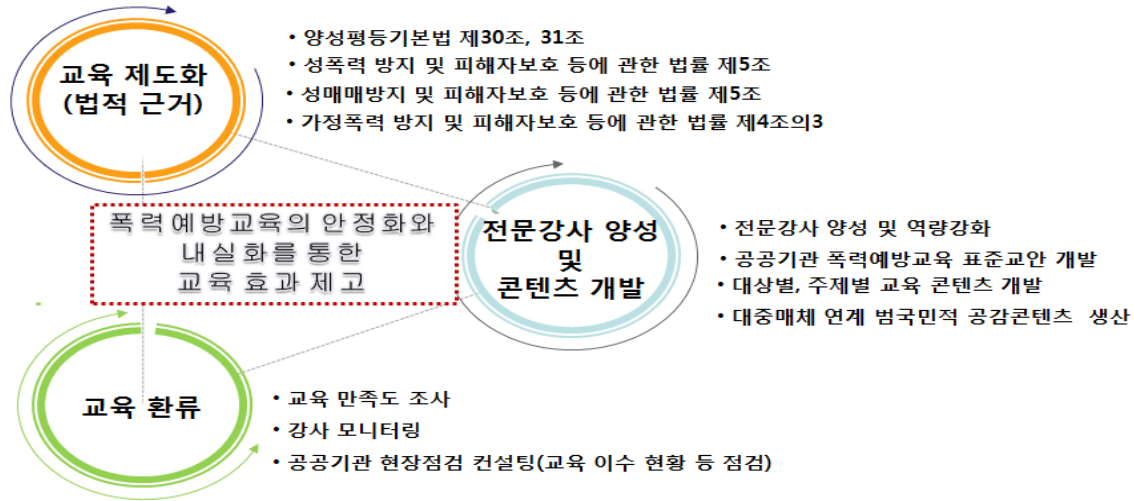 교육 제도화
(법적 근거)
• 양성평등기본법 제30조, 31조
• 성폭력 방지 및 피해자보호 등에 관한 법률 제5조
• 성매매방지 및 피해자보호 등에 관한 법률 제5조
• 가정폭력 방지 및 피해자보호 등에 관한 법률 제4조의3
폭력예방교육의 안정화와
내실화를 통한
교육 효과 제고
전문강사 양성
및
콘텐츠 개발
• 전문강사 양성 및 역량강화
• 공공기관 폭력예방교육 표준교안 개발
• 대상별, 주제별 교육 콘텐츠 개발
• 대중매체 연계 범국민적 공감콘텐츠 생산
교육 환류
• 교육 만족도 조사
• 강사 모니터링
• 공공기관 현장점검 컨설팅(교육 이수 현황 등 점검)